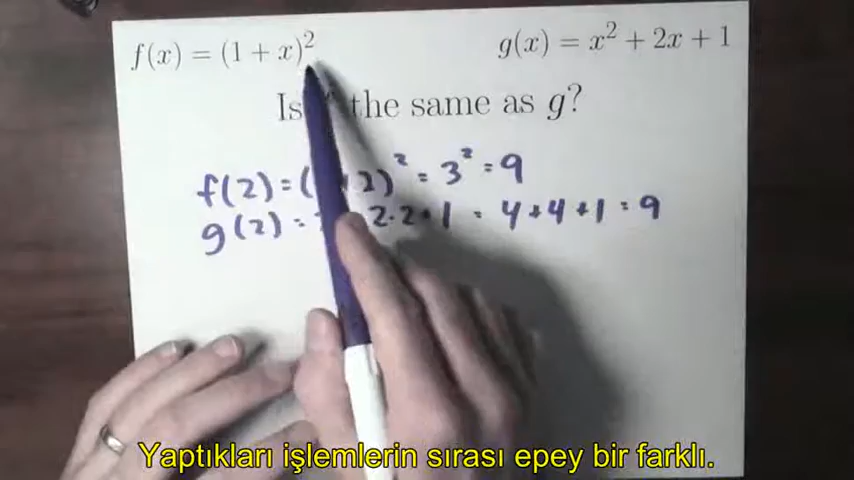 f(x) = (1 + x)² g(x) = x² + 2x + 1
Is the same as g?
f(2) = ( 2)² = 3² = 9
g(2) = 2·2+1 = 4+4+1 = 9
Yaptıkları işlemlerin sırası epey bir farklı.